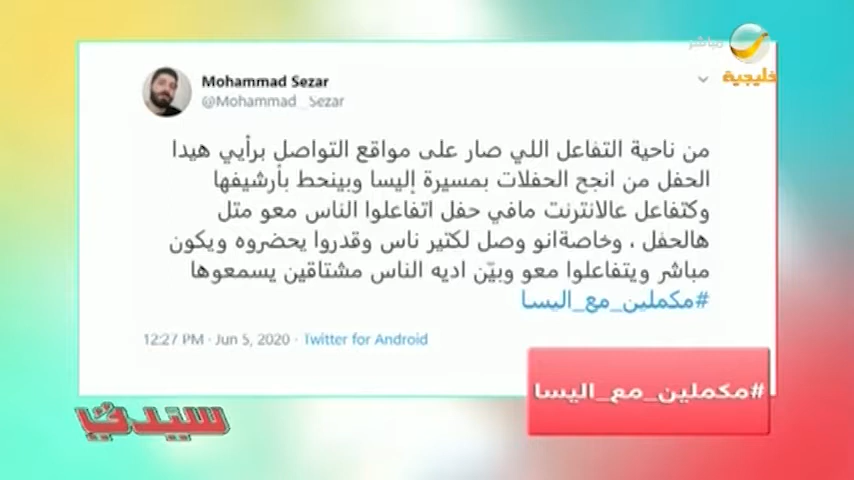 مباشر
خليجية
Mohammad Sezar
@Mohammad_Sezar
من ناحية التفاعل اللي صار على مواقع التواصل برأيي هيدا
الحفل من انجح الحفلات بمسيرة إليسا وبينحط بأرشيفها
وكتفاعل عالانترنت مافي حفل اتفاعلوا الناس معو متل
هالحفل ، وخاصةانو وصل لكتير ناس وقدروا يحضروه ويكون
مباشر ويتفاعلوا معو وبيّن اديه الناس مشتاقين يسمعوها
#مكملين_مع_اليسا
12:27 PM · Jun 5, 2020 · Twitter for Android
#مكملين_مع_اليسا
سيدتي